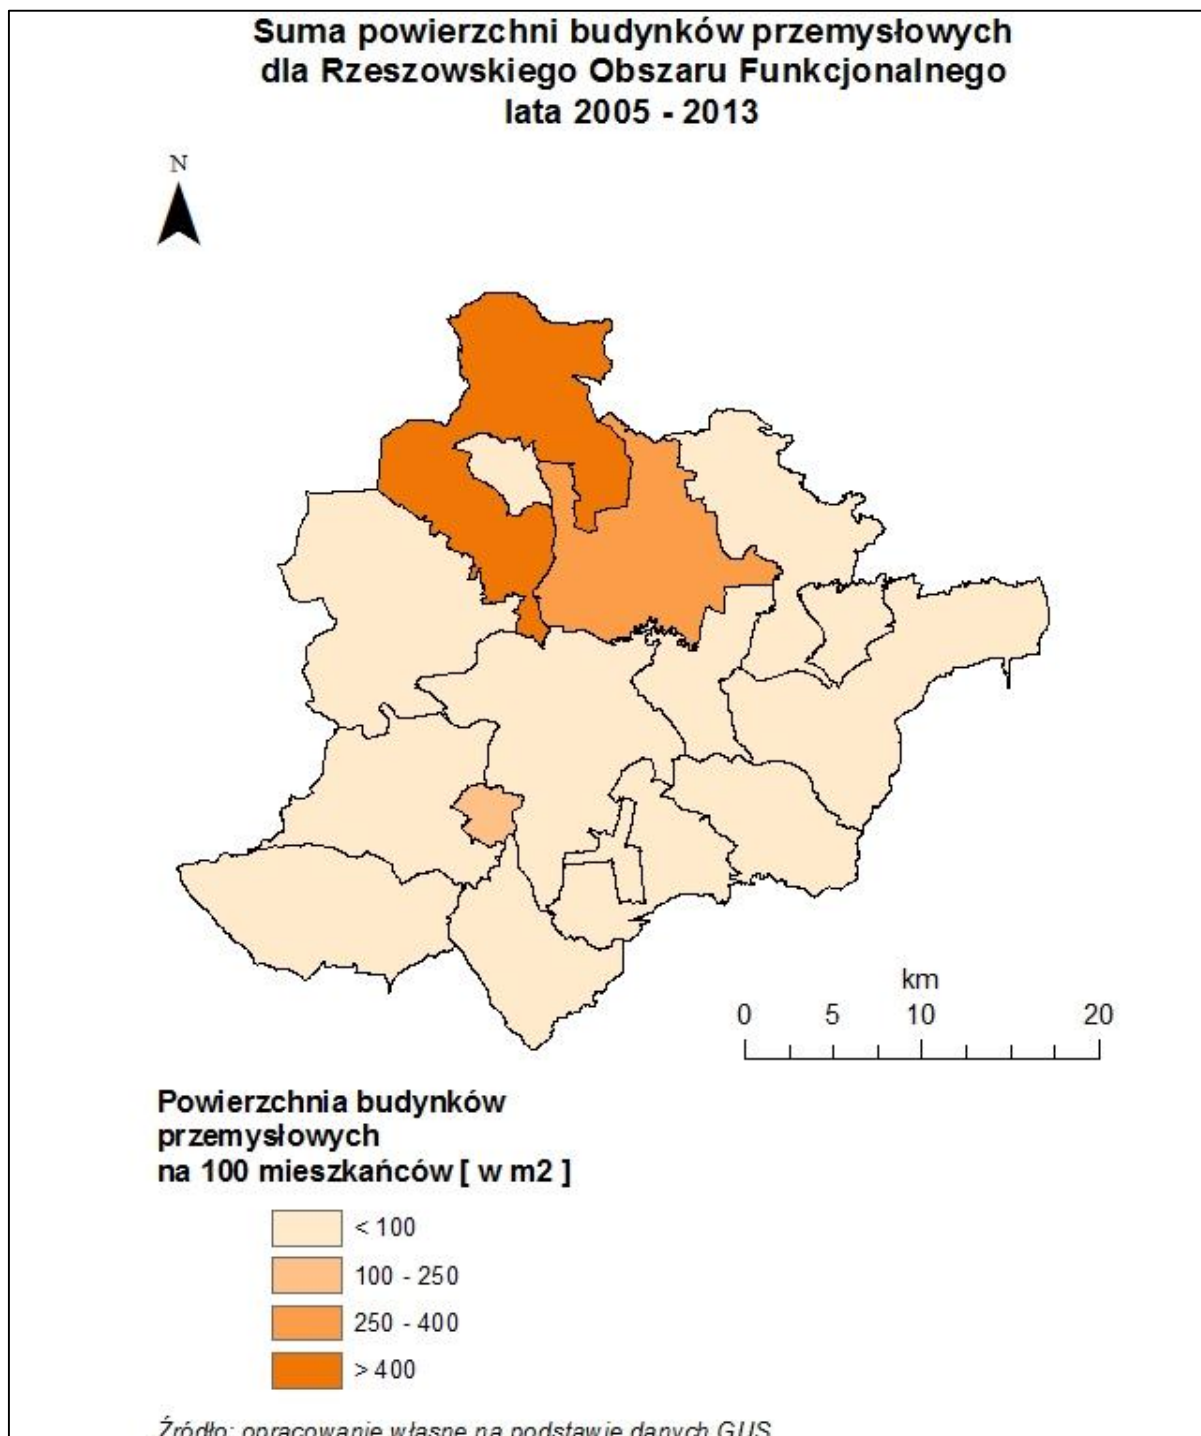 Suma powierzchni budynków przemysłowych
dla Rzeszowskiego Obszaru Funkcjonalnego
lata 2005 - 2013
N
km
0 5 10 20
Powierzchnia budynków
przemysłowych
na 100 mieszkańców [ w m2 ]
< 100
100 - 250
250 - 400
> 400
Źródło: opracowanie własne na podstawie danych GUS